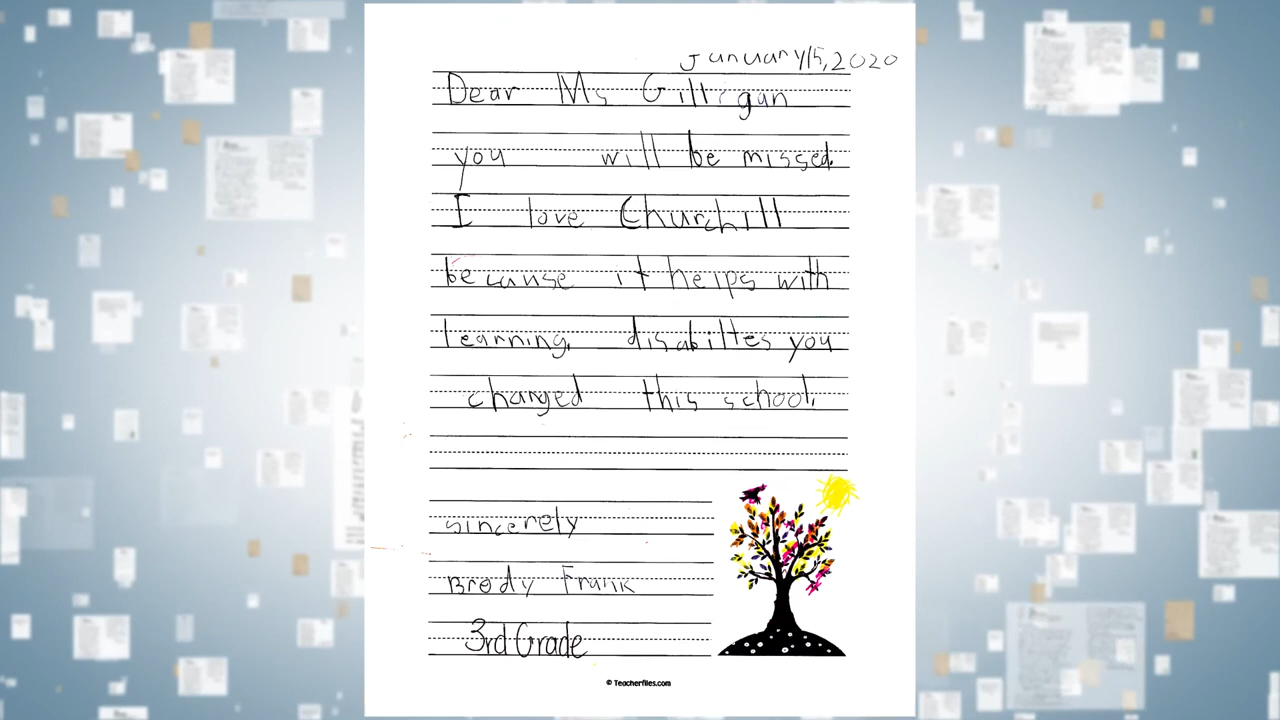 January 15, 2020
Dear Ms Gilligan
you will be missed.
I love Churchill
because it helps with
learning. disabiltes you
changed this school.
sincerely
Brody Frank
3rd Grade
© Teacherfiles.com